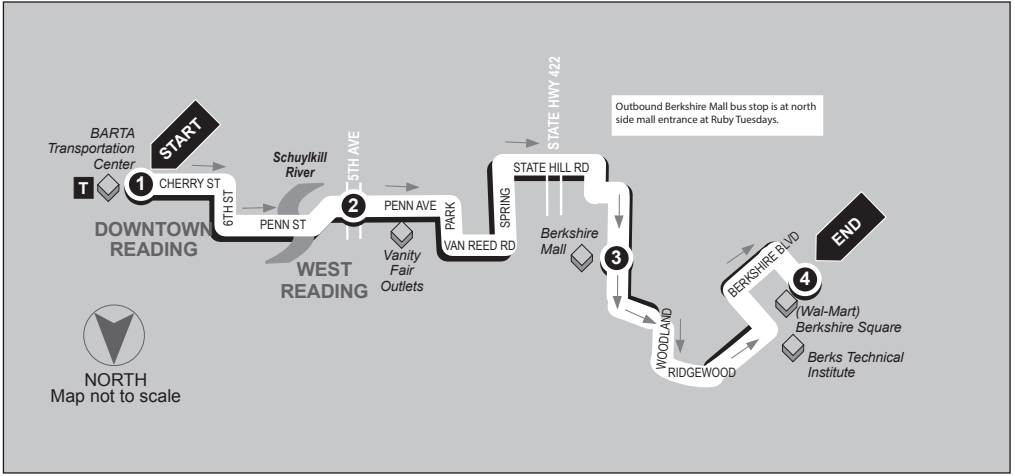 START
BARTA
Transportation
Center
T
1
CHERRY ST
6TH ST
DOWNTOWN
READING
PENN ST
Schuylkill
River
WEST
READING
5TH AVE
2
PENN AVE
Vanity
Fair
Outlets
PARK
VAN REED RD
SPRING
STATE HWY 422
STATE HILL RD
Outbound Berkshire Mall bus stop is at north
side mall entrance at Ruby Tuesdays.
Berkshire
Mall
3
WOODLAND
RIDGEWOOD
BERKSHIRE BLVD
END
4
(Wal-Mart)
Berkshire Square
Berks Technical
Institute
NORTH
Map not to scale